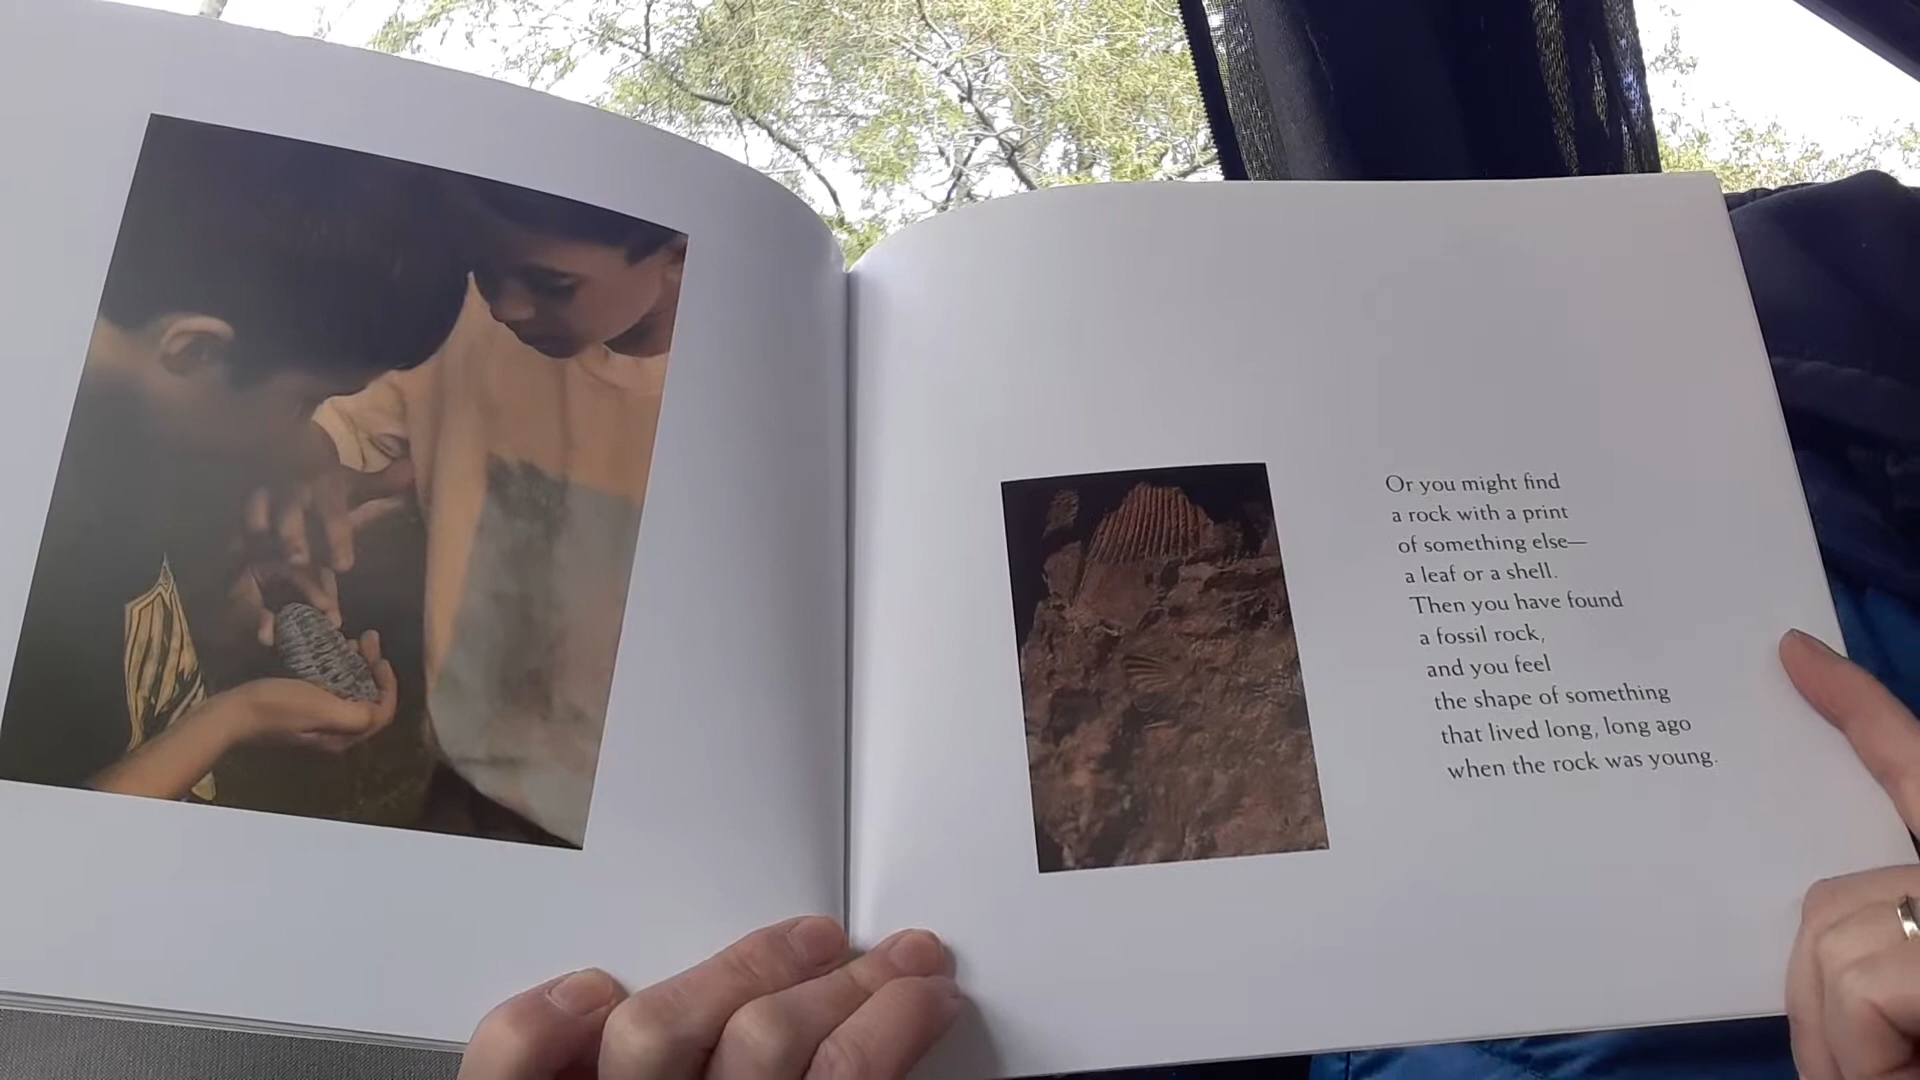 Or you might find
a rock with a print
of something else—
a leaf or a shell.
Then you have found
a fossil rock,
and you feel
the shape of something
that lived long, long ago
when the rock was young.